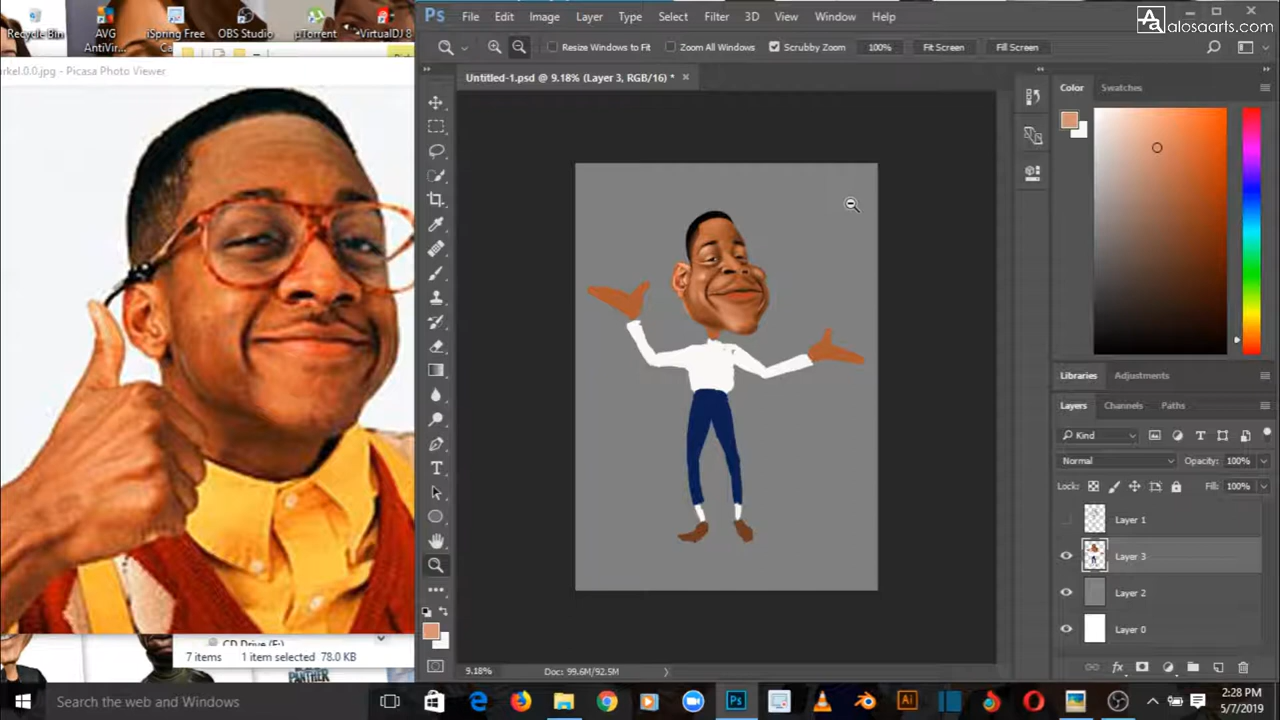 alosaarts.com
Recycle Bin
AVG AntiVir...
iSpring Free Ca...
OBS Studio
µTorrent
VirtualDJ 8
Ps File Edit Image Layer Type Select Filter 3D View Window Help
Resize Windows to Fit All Windows Scrubby Zoom 100% Fit Screen Fill Screen
urkel.0.0.jpg - Picasa Photo Viewer
Untitled-1.psd @ 9.18% (Layer 3, RGB/16) *
Color Swatches
Libraries Adjustments
Layers Channels Paths
Kind
Normal Opacity: 100%
Lock: Fill: 100%
Layer 1
Layer 3
Layer 2
Layer 0
CD Drive (F:)
7 items 1 item selected 78.0 KB
PANTHER
9.18% Doc: 99.6M/92.5M
Search the web and Windows
Ps
Ai
2:28 PM
5/7/2019